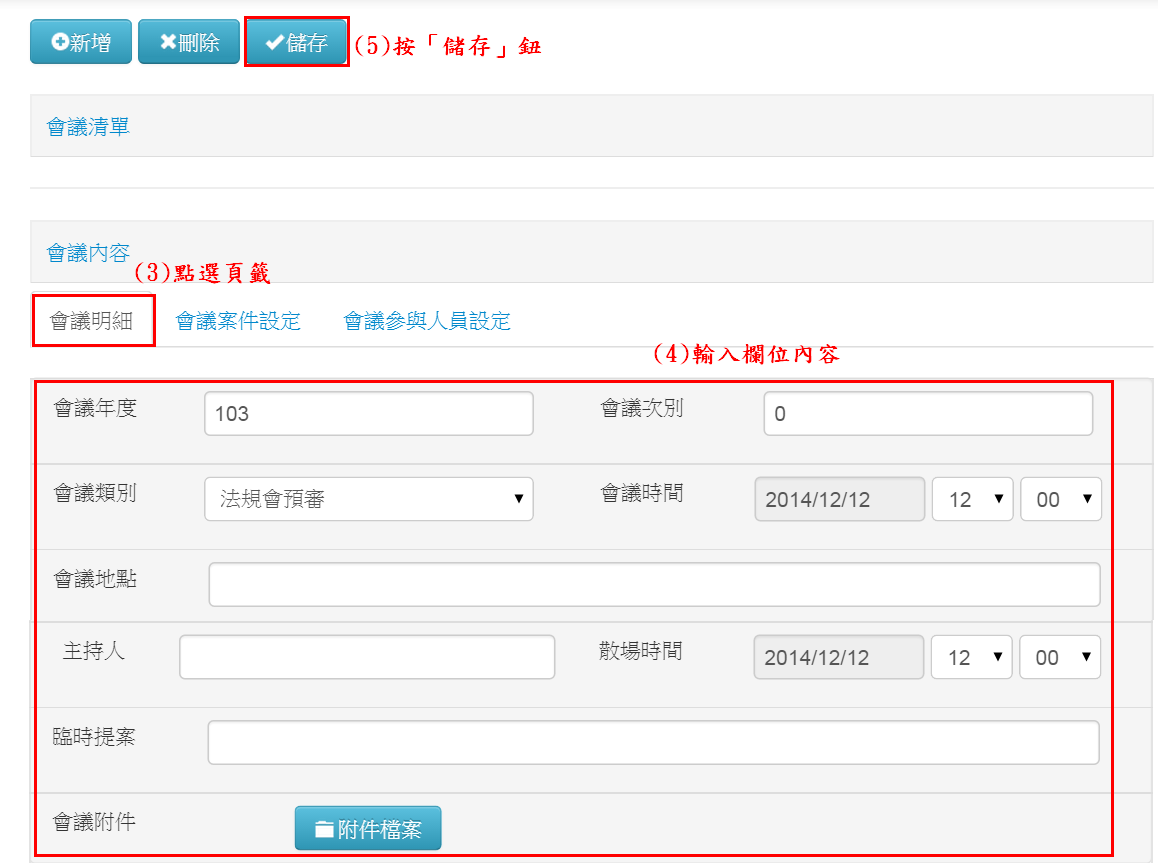 新增 刪除 儲存 (5)按「儲存」鈕
會議清單
會議內容
(3)點選頁籤
會議明細 會議案件設定 會議參與人員設定
(4)輸入欄位內容
會議年度 103 會議次別 0
會議類別 法規會預審 會議時間 2014/12/12 12 00
會議地點
主持人 散場時間 2014/12/12 12 00
臨時提案
會議附件 附件檔案